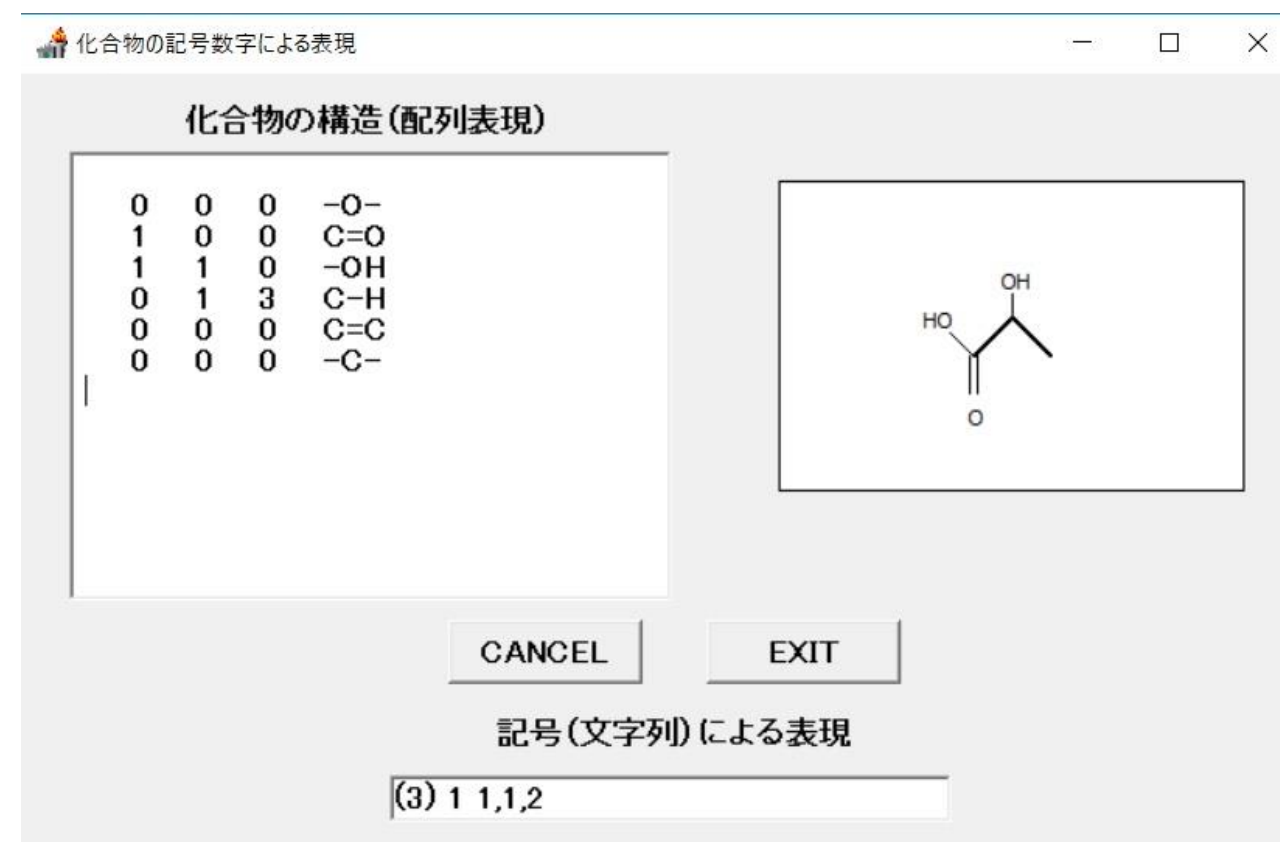 化合物の記号数字による表現
化合物の構造(配列表現)
0 0 0 -O-
1 0 0 C=O
1 1 0 -OH
0 1 3 C-H
0 0 0 C=C
0 0 0 -C-
OH
HO
O
CANCEL EXIT
記号(文字列)による表現
(3) 1 1,1,2